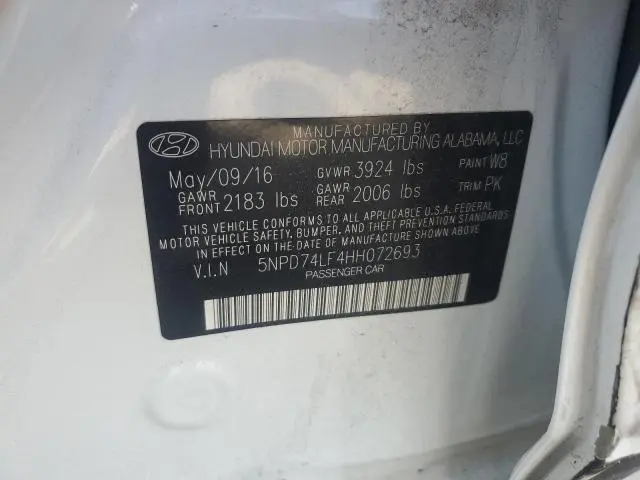 MANUFACTURED BY
HYUNDAI MOTOR MANUFACTURING ALABAMA, LLC
May/09/16 GVWR 3924 lbs PAINT W8
GAWR FRONT 2183 lbs GAWR REAR 2006 lbs TRIM PK
THIS VEHICLE CONFORMS TO ALL APPLICABLE U.S.A. FEDERAL
MOTOR VEHICLE SAFETY, BUMPER, AND THEFT PREVENTION STANDARDS
IN EFFECT ON THE DATE OF MANUFACTURE SHOWN ABOVE.
V.I.N 5NPD74LF4HH072693
PASSENGER CAR